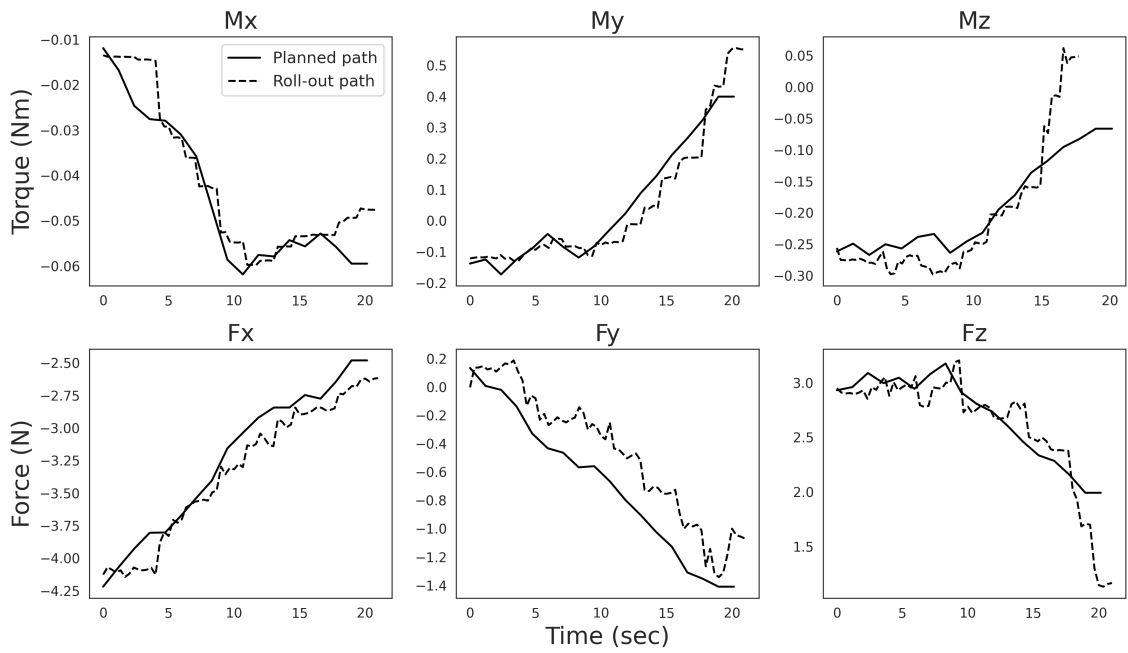 Mx
My
Mz
Torque (Nm)
−0.01
−0.02
−0.03
−0.04
−0.05
−0.06
Planned path
Roll-out path
0 5 10 15 20
0.5
0.4
0.3
0.2
0.1
0.0
−0.1
−0.2
0 5 10 15 20
0.05
0.00
−0.05
−0.10
−0.15
−0.20
−0.25
−0.30
0 5 10 15 20
Fx
Fy
Fz
Force (N)
−2.50
−2.75
−3.00
−3.25
−3.50
−3.75
−4.00
−4.25
0 5 10 15 20
0.2
0.0
−0.2
−0.4
−0.6
−0.8
−1.0
−1.2
−1.4
0 5 10 15 20
3.0
2.5
2.0
1.5
0 5 10 15 20
Time (sec)